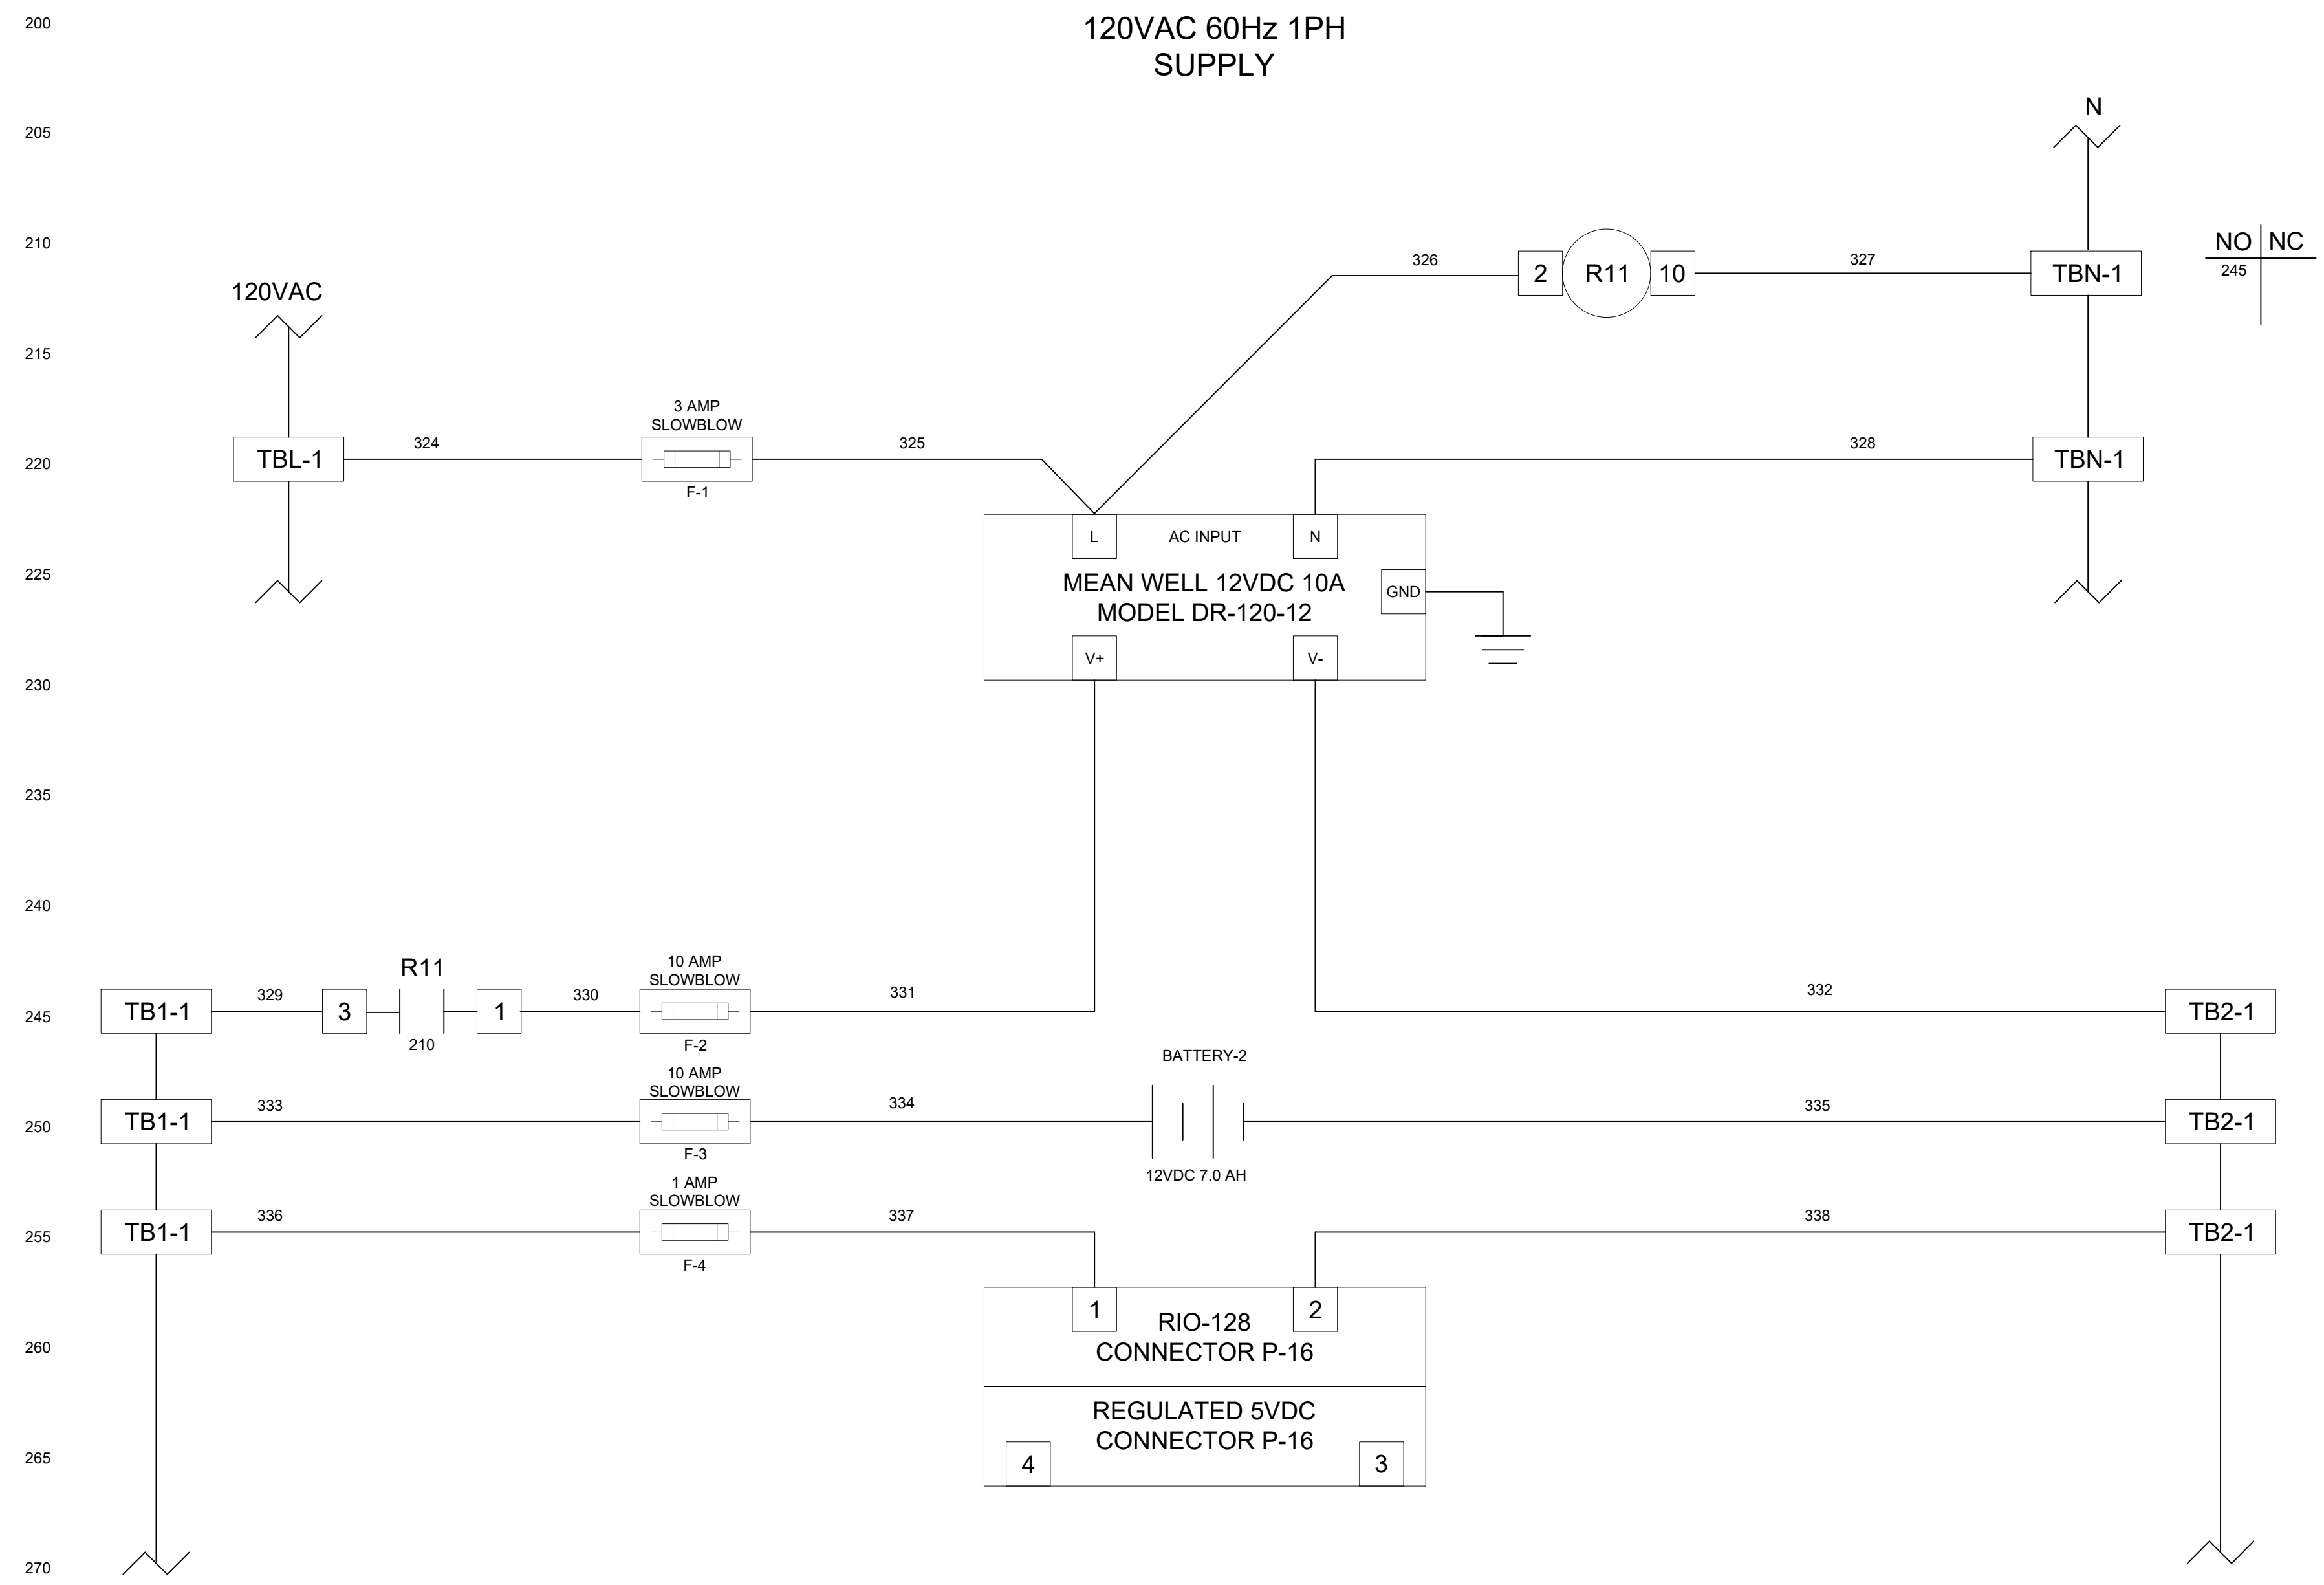 200
120VAC 60Hz 1PH
SUPPLY
N
205
210
NO NC
245
326
2
R11
10
327
TBN-1
120VAC
215
3 AMP
SLOWBLOW
TBL-1
324
325
328
TBN-1
220
F-1
L
AC INPUT
N
225
MEAN WELL 12VDC 10A
MODEL DR-120-12
GND
V+
V-
230
235
240
R11
10 AMP
SLOWBLOW
TB1-1
329
3
1
330
331
332
TB2-1
245
210
F-2
10 AMP
SLOWBLOW
BATTERY-2
TB1-1
333
334
335
TB2-1
250
F-3
12VDC 7.0 AH
1 AMP
SLOWBLOW
TB1-1
336
337
338
TB2-1
255
F-4
1
2
RIO-128
CONNECTOR P-16
260
REGULATED 5VDC
CONNECTOR P-16
265
4
3
270